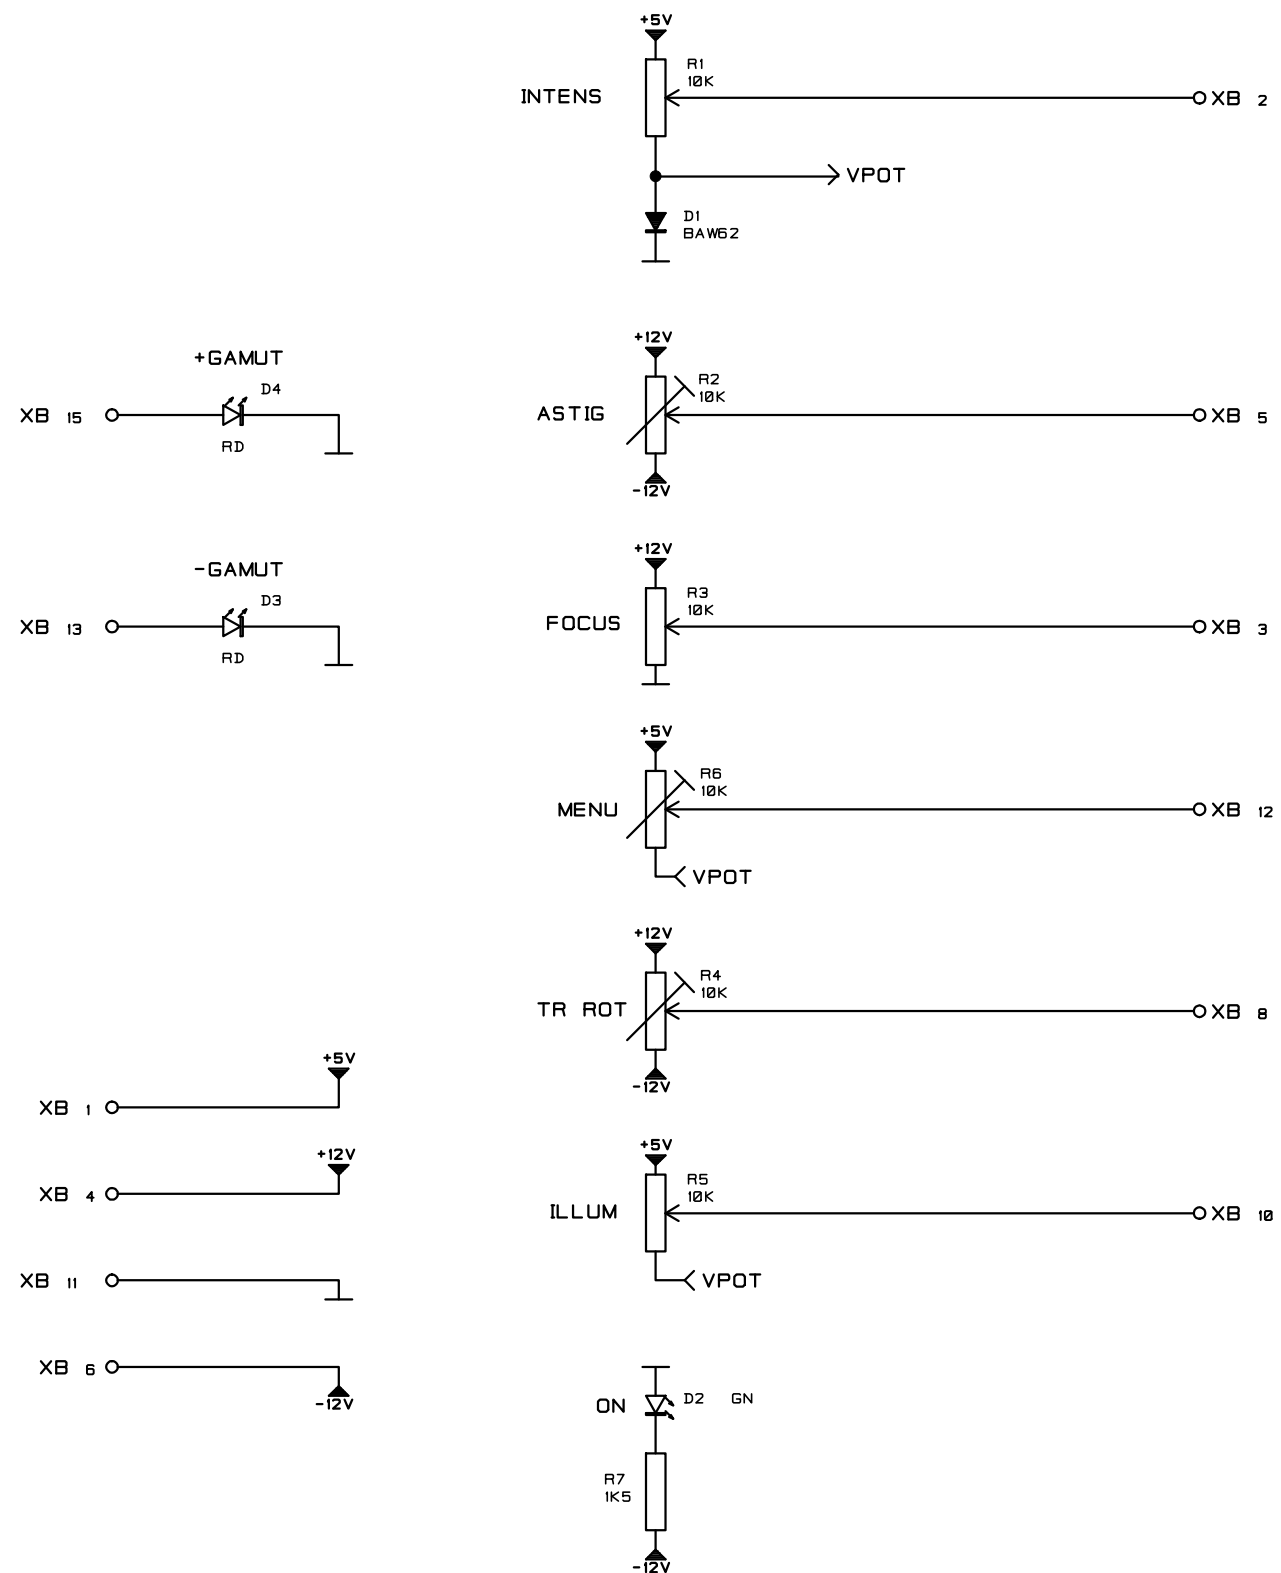 +5V
R1
10K
INTENS
XB 2
VPOT
D1
BAW62
+12V
+GAMUT
R2
D4
10K
XB 15
ASTIG
XB 5
RD
-12V
+12V
-GAMUT
R3
D3
10K
XB 13
FOCUS
XB 3
RD
+5V
R6
10K
MENU
XB 12
VPOT
+12V
R4
10K
TR ROT
XB 8
+5V
-12V
XB 1
+5V
+12V
R5
10K
XB 4
ILLUM
XB 10
XB 11
VPOT
XB 6
-12V
ON
D2 GN
R7
1K5
-12V